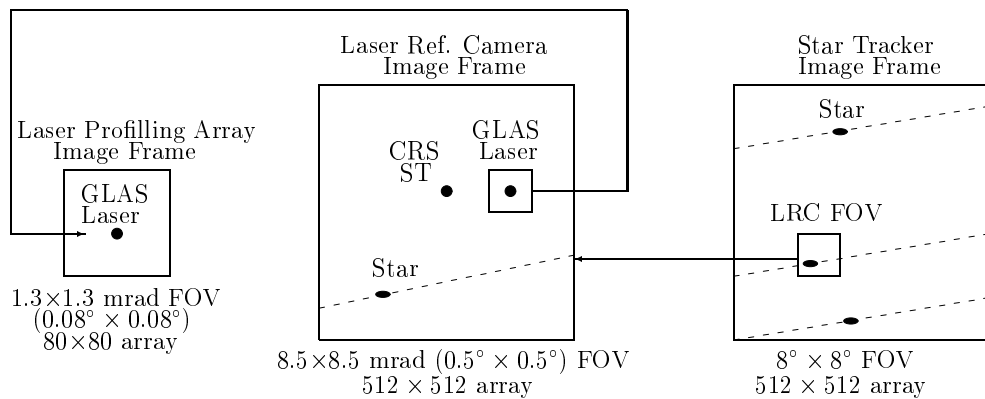 Laser Profilling Array
Image Frame
GLAS
Laser
1.3×1.3 mrad FOV
(0.08° × 0.08°)
80×80 array
Laser Ref. Camera
Image Frame
CRS
ST
GLAS
Laser
Star
8.5×8.5 mrad (0.5° × 0.5°) FOV
512 × 512 array
Star Tracker
Image Frame
Star
LRC FOV
8° × 8° FOV
512 × 512 array